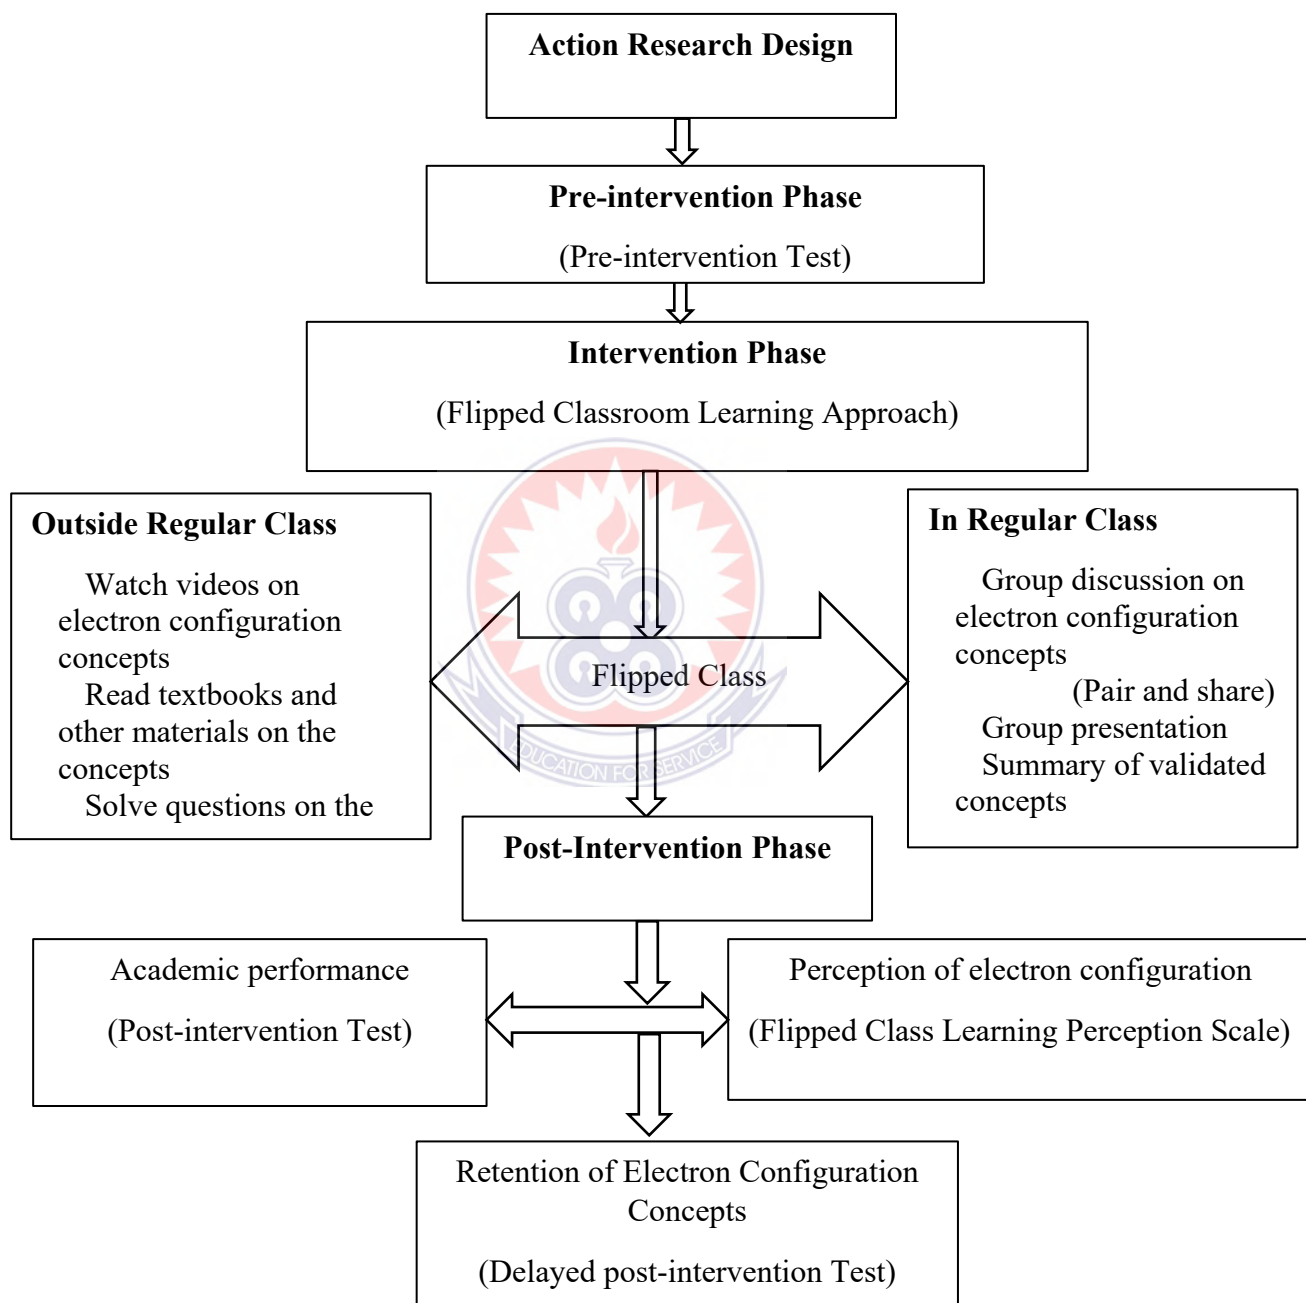 Action Research Design
Pre-intervention Phase
(Pre-intervention Test)
Intervention Phase
(Flipped Classroom Learning Approach)
Outside Regular Class
Watch videos on
electron configuration
concepts
Read textbooks and
other materials on the
concepts
Solve questions on the
Flipped Class
EDUCATION FOR SERVICE
In Regular Class
Group discussion on
electron configuration
concepts
(Pair and share)
Group presentation
Summary of validated
concepts
Post-Intervention Phase
Academic performance
(Post-intervention Test)
Perception of electron configuration
(Flipped Class Learning Perception Scale)
Retention of Electron Configuration
Concepts
(Delayed post-intervention Test)